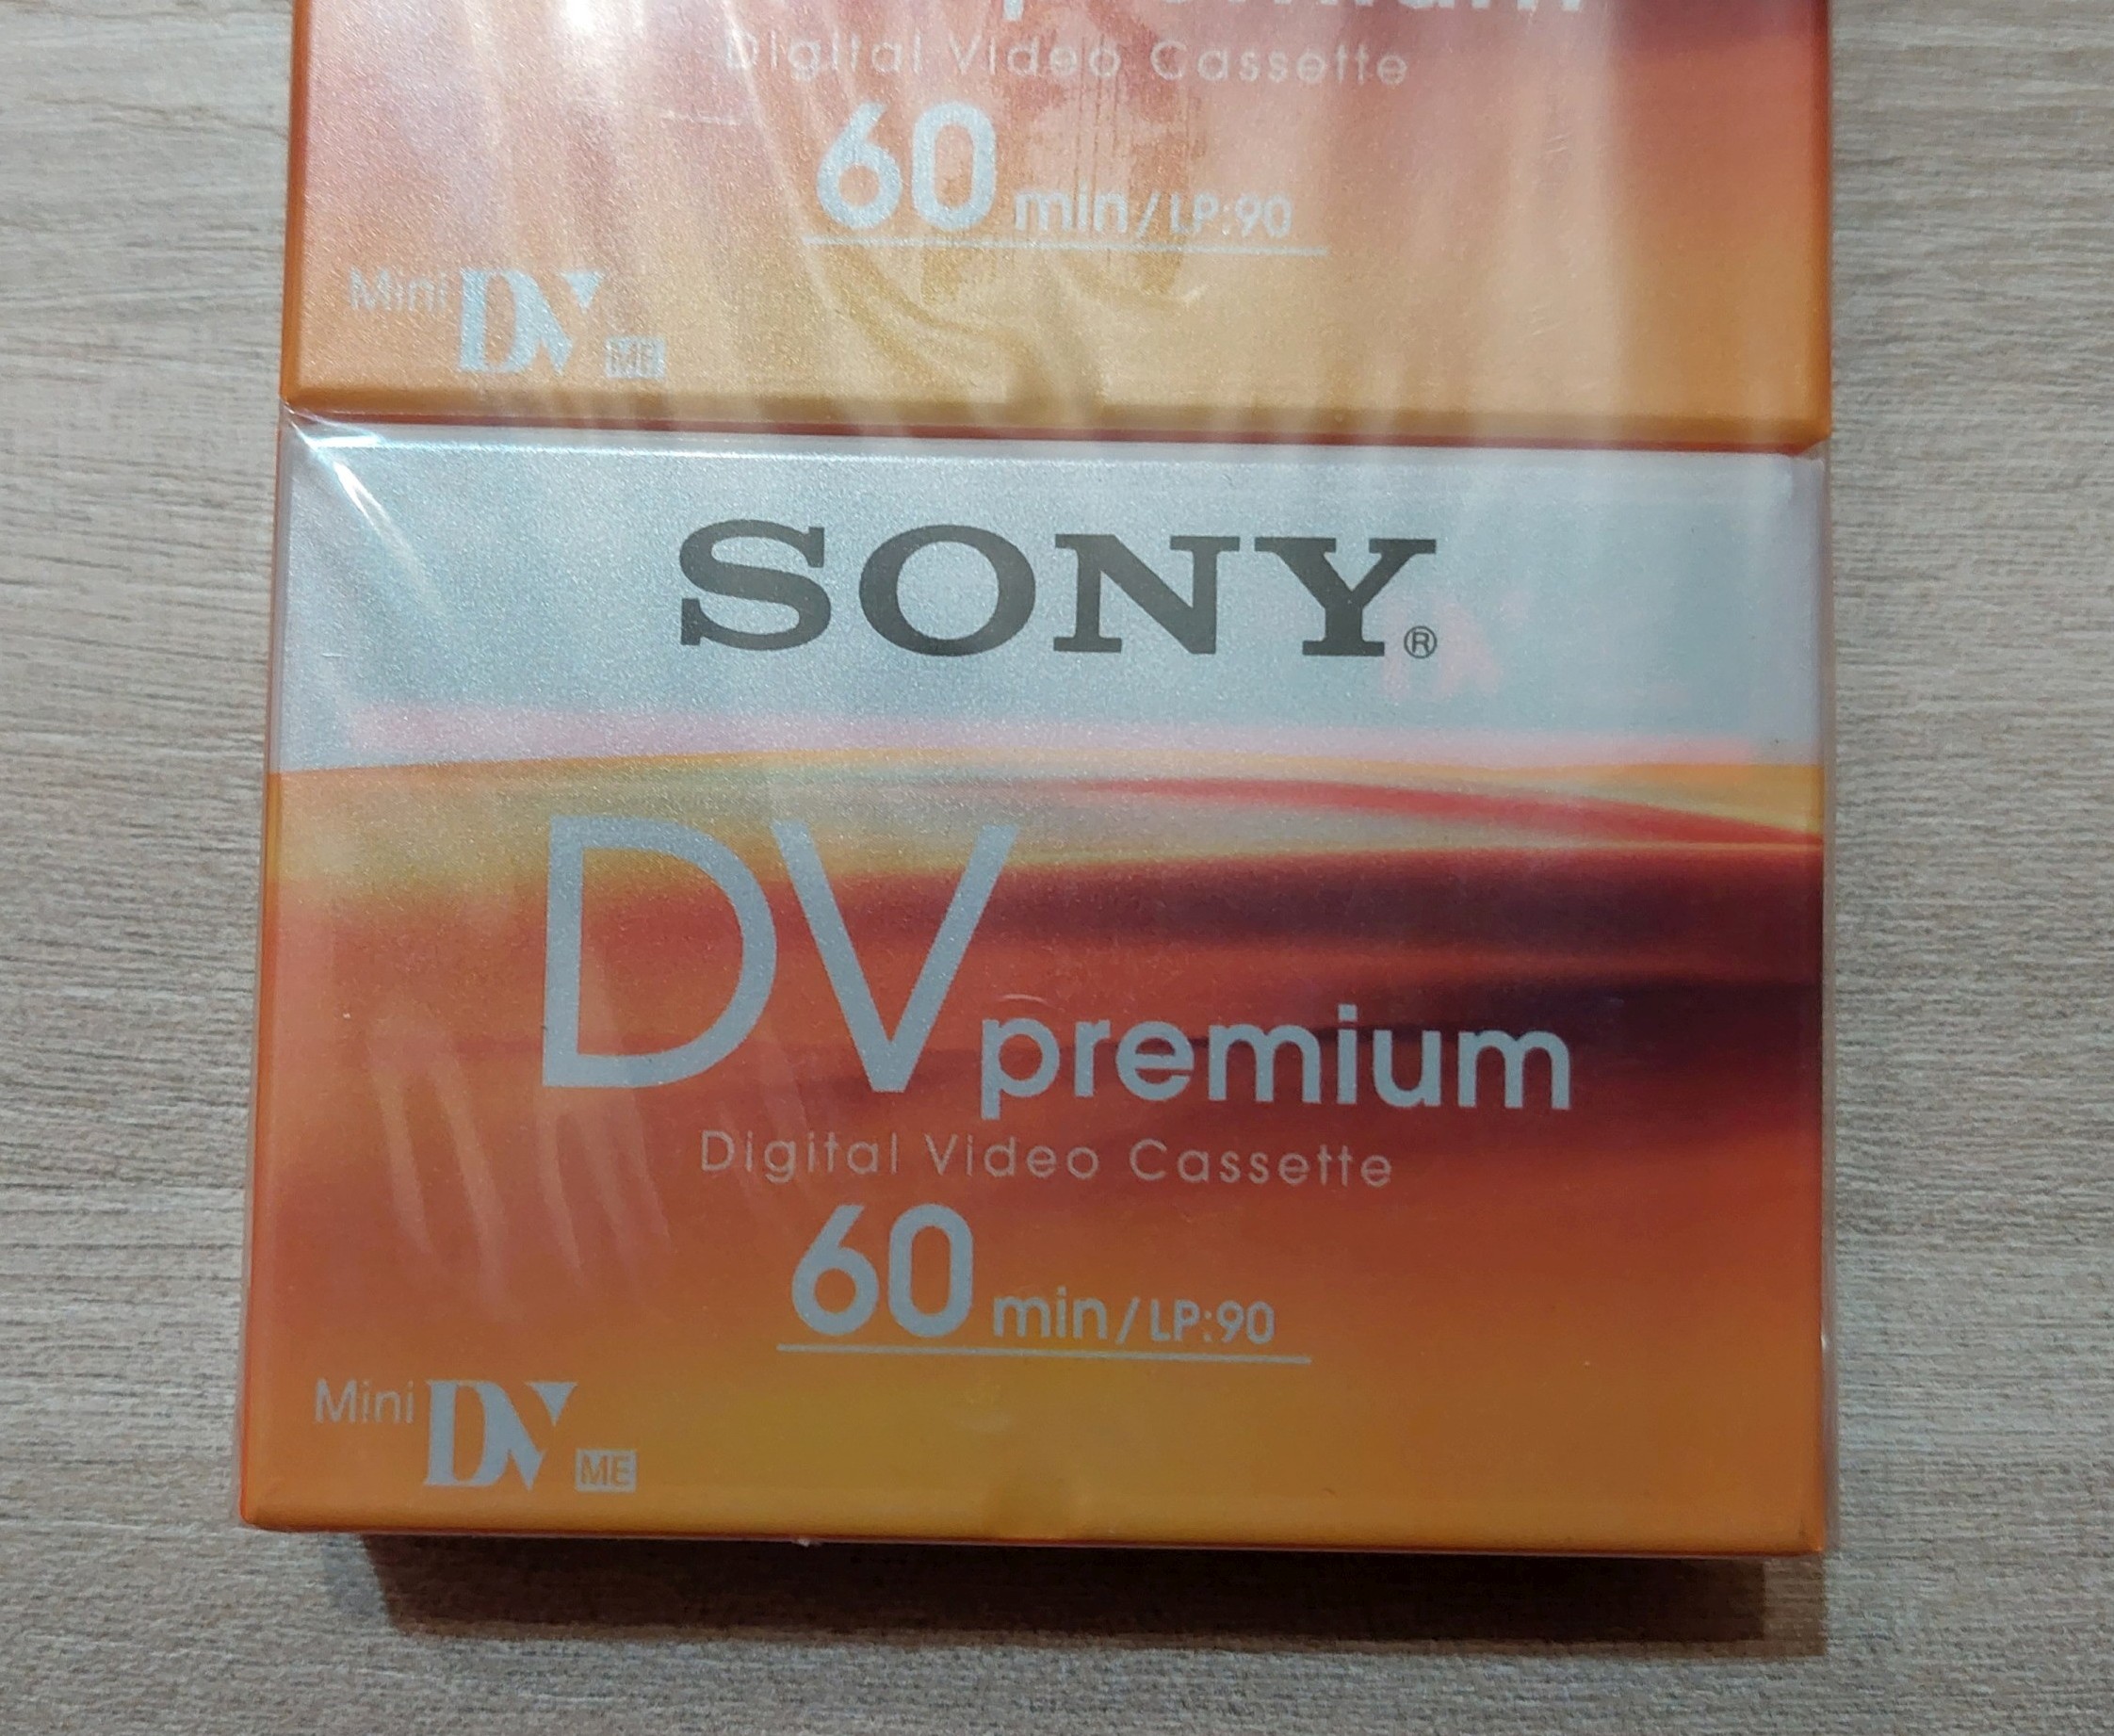 premium
Digital Video Cassette
60 min/LP:90
Mini DV ME
SONY®
DV premium
Digital Video Cassette
60 min/LP:90
Mini DV ME